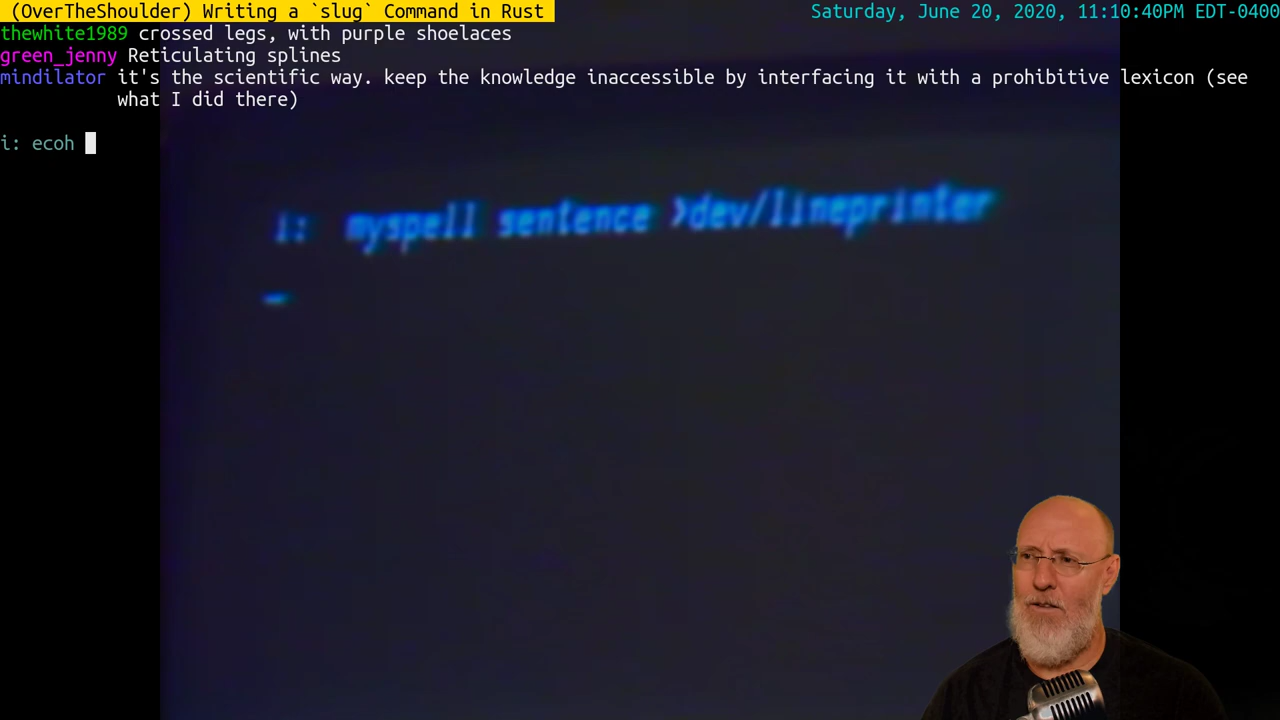 (OverTheShoulder) Writing a `slug` Command in Rust
Saturday, June 20, 2020, 11:10:40PM EDT-0400
thewhite1989 crossed legs, with purple shoelaces
green_jenny Reticulating splines
mindilator it's the scientific way. keep the knowledge inaccessible by interfacing it with a prohibitive lexicon (see
what I did there)
i: ecoh
i: myspell sentence >dev/lineprinter